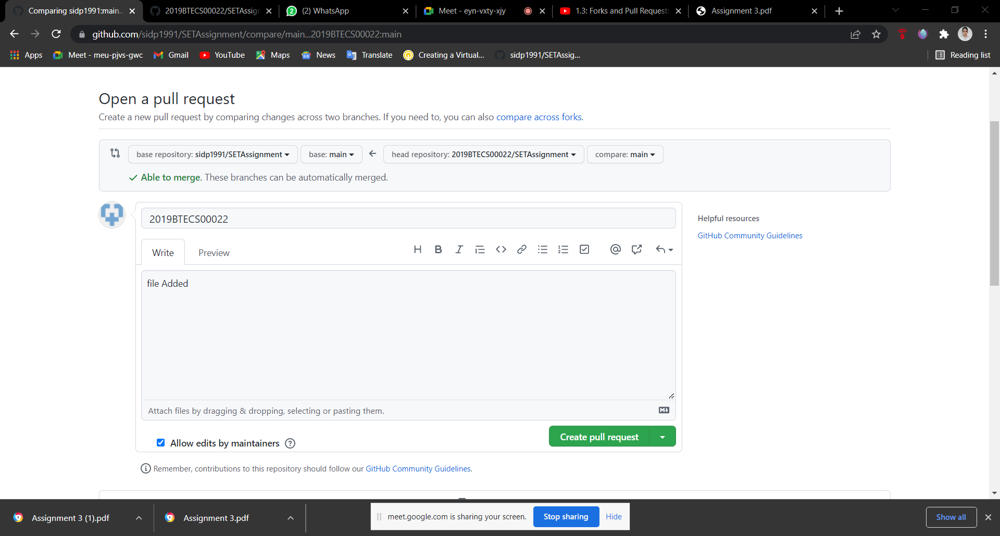 Comparing sidp1991:main...
2019BTECS00022/SETAssign
(2) WhatsApp
Meet - eyn-vxty-xjy
1.3: Forks and Pull Requests
Assignment 3.pdf
github.com/sidp1991/SETAssignment/compare/main...2019BTECS00022:main
Apps
Meet - meu-pjvs-gwc
Gmail
YouTube
Maps
News
Translate
Creating a Virtual...
sidp1991/SETAssig...
Reading list
Open a pull request
Create a new pull request by comparing changes across two branches. If you need to, you can also compare across forks.
base repository: sidp1991/SETAssignment
base: main
head repository: 2019BTECS00022/SETAssignment
compare: main
Able to merge. These branches can be automatically merged.
2019BTECS00022
Helpful resources
GitHub Community Guidelines
Write
Preview
file Added
Attach files by dragging & dropping, selecting or pasting them.
Allow edits by maintainers
Create pull request
Remember, contributions to this repository should follow our GitHub Community Guidelines.
Assignment 3 (1).pdf
Assignment 3.pdf
meet.google.com is sharing your screen.
Stop sharing
Hide
Show all